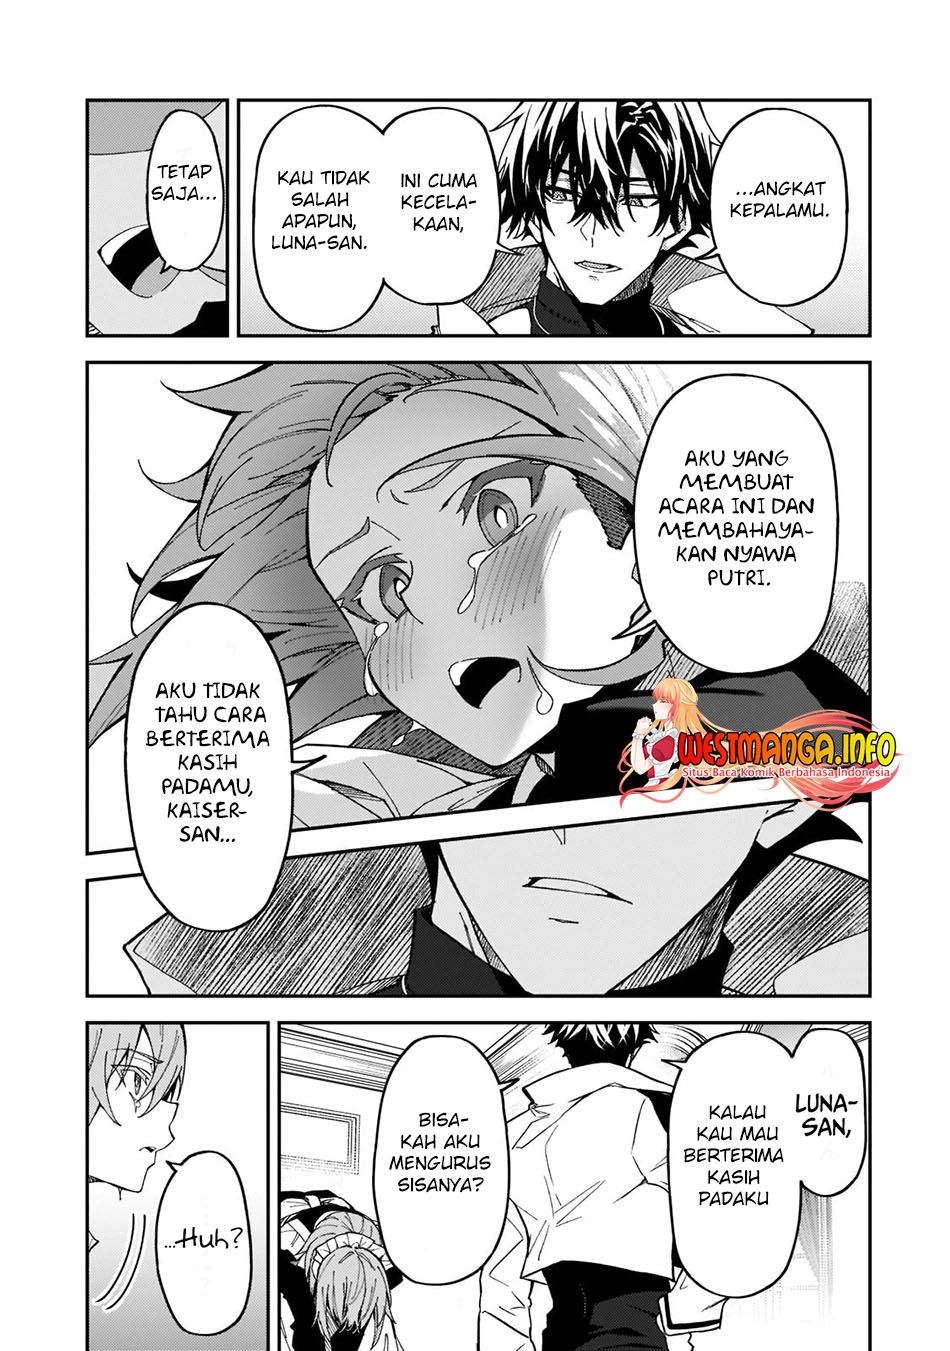 ...ANGKAT
KEPALAMU.
INI CUMA
KECELA-
KAAN,
KAU TIDAK
SALAH
APAPUN,
LUNA-SAN.
TETAP
SAJA...
AKU YANG
MEMBUAT
ACARA INI DAN
MEMBAHAYA-
KAN NYAWA
PUTRI.
AKU TIDAK
TAHU CARA
BERTERIMA
KASIH
PADAMU,
KAISER-
SAN...
WESTMANGA.INFO
Situs Baca Komik Berbahasa Indonesia
LUNA-
SAN,
KALAU
KAU MAU
BERTERIMA
KASIH
PADAKU
BISA-
KAH AKU
MENGURUS
SISANYA?
...Huh?